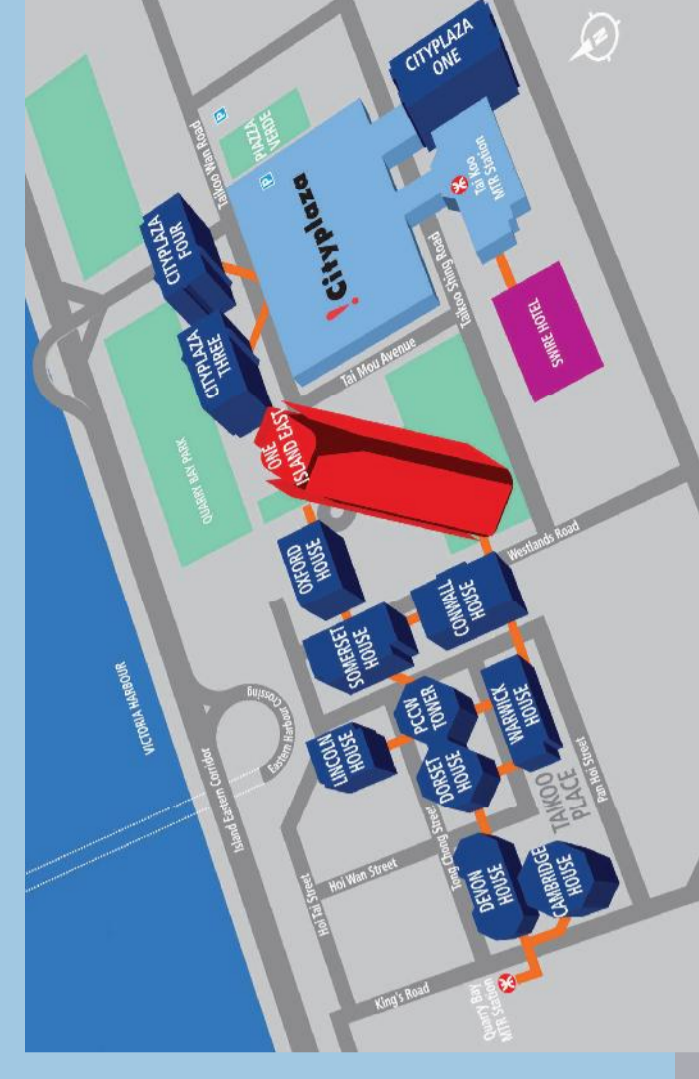 CITYPLAZA
ONE
N
Taikoo Wan Road
P
PIAZZA
VERDE
P
Cityplaza
Tai Koo
MTR Station
CITYPLAZA
FOUR
CITYPLAZA
THREE
Taikoo Shing Road
SWIRE HOTEL
Tai Mou Avenue
QUARRY BAY PARK
ONE
ISLAND EAST
Westlands Road
OXFORD
HOUSE
SOMERSET
HOUSE
CONWALL
HOUSE
VICTORIA HARBOUR
Eastern Harbour Crossing
Island Eastern Corridor
LINCOLN
HOUSE
PCCW
TOWER
WARWICK
HOUSE
DORSET
HOUSE
TAIKOO
PLACE
Pan Hoi Street
Tong Chong Street
Hoi Wan Street
Hoi Tai Street
DEVON
HOUSE
CAMBRIDGE
HOUSE
King's Road
Quarry Bay
MTR Station